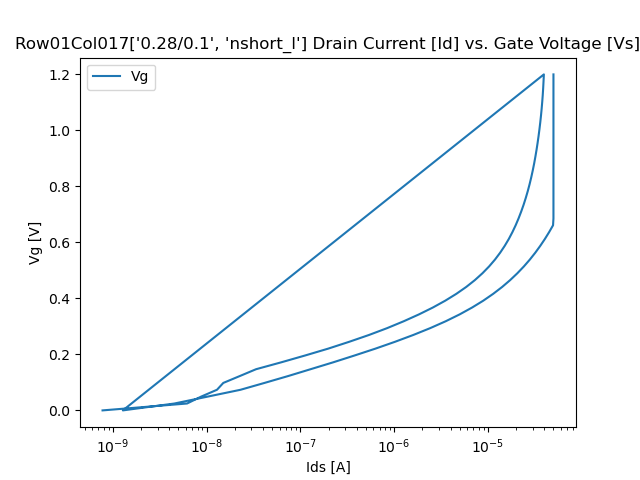 Row01Col017['0.28/0.1', 'nshort_l'] Drain Current [Id] vs. Gate Voltage [Vs]
Vg
1.2
1.0
0.8
0.6
0.4
0.2
0.0
Vg [V]
10⁻⁹ 10⁻⁸ 10⁻⁷ 10⁻⁶ 10⁻⁵
Ids [A]